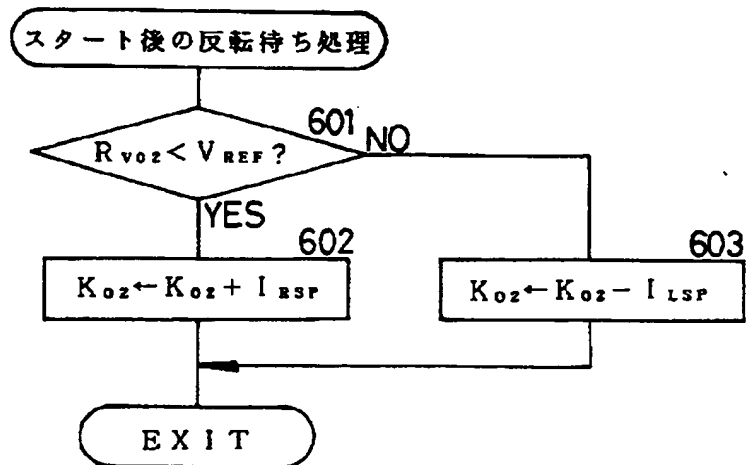 スタート後の反転待ち処理
601
R_VO2 < V_REF ?
NO
YES
602
K_O2 ← K_O2 + I_RSP
603
K_O2 ← K_O2 − I_LSP
EXIT